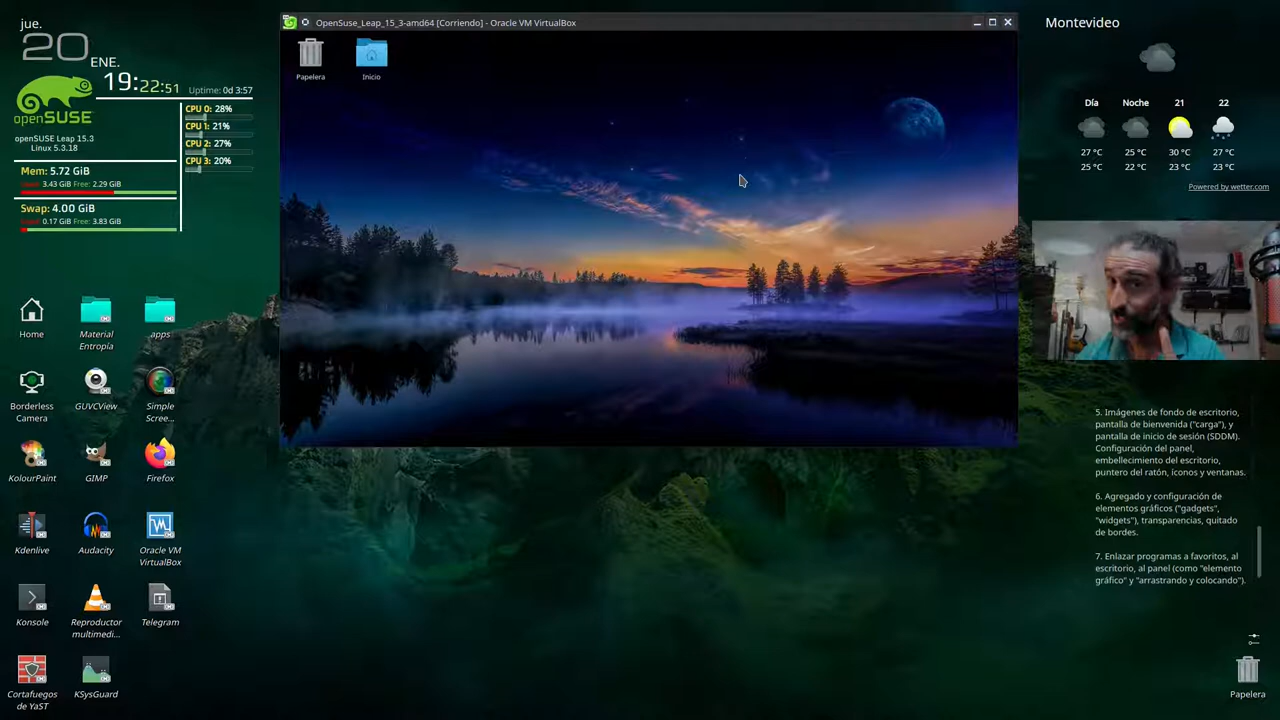 jue.
20
ENE.
19:22:51
Uptime: 0d 3:57
openSUSE
openSUSE Leap 15.3
Linux 5.3.18
CPU 0: 28%
CPU 1: 21%
CPU 2: 27%
CPU 3: 20%
Mem: 5.72 GiB
3.43 GiB Free: 2.29 GiB
Swap: 4.00 GiB
0.17 GiB Free: 3.83 GiB
Home
Material
Entropía
apps
Borderless
Camera
GUVCView
Simple
Scree...
KolourPaint
GIMP
Firefox
Kdenlive
Audacity
Oracle VM
VirtualBox
Konsole
Reproductor
multimedi...
Telegram
Cortafuegos
de YaST
KSysGuard
OpenSuse_Leap_15_3-amd64 [Corriendo] - Oracle VM VirtualBox
Papelera
Inicio
Montevideo
Día Noche 21 22
27 °C 25 °C 30 °C 27 °C
25 °C 22 °C 23 °C 23 °C
Powered by wetter.com
5. Imágenes de fondo de escritorio,
pantalla de bienvenida ("carga"), y
pantalla de inicio de sesión (SDDM).
Configuración del panel,
embellecimiento del escritorio,
puntero del ratón, íconos y ventanas.
6. Agregado y configuración de
elementos gráficos ("gadgets",
"widgets"), transparencias, quitado
de bordes.
7. Enlazar programas a favoritos, al
escritorio, al panel (como "elemento
gráfico" y "arrastrando y colocando").
Papelera